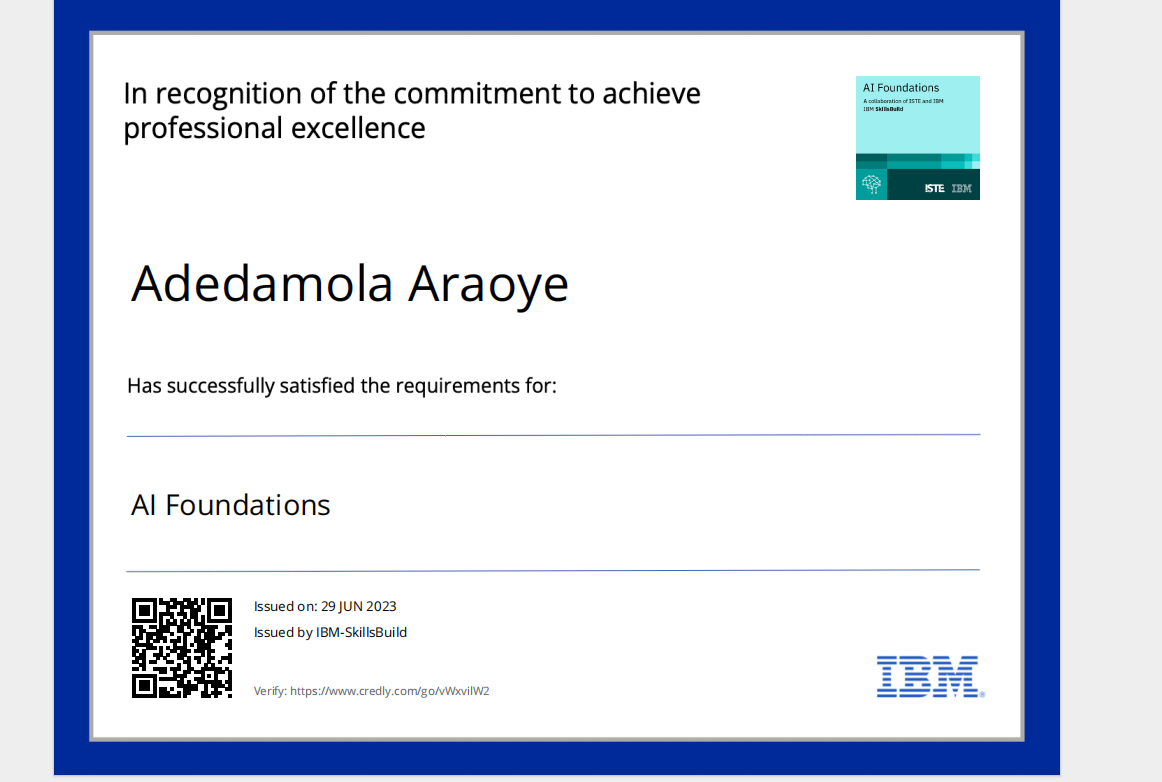 In recognition of the commitment to achieve
professional excellence
AI Foundations
A collaboration of ISTE and IBM
IBM SkillsBuild
ISTE IBM
Adedamola Araoye
Has successfully satisfied the requirements for:
AI Foundations
Issued on: 29 JUN 2023
Issued by IBM-SkillsBuild
Verify: https://www.credly.com/go/vWxvilW2
IBM®